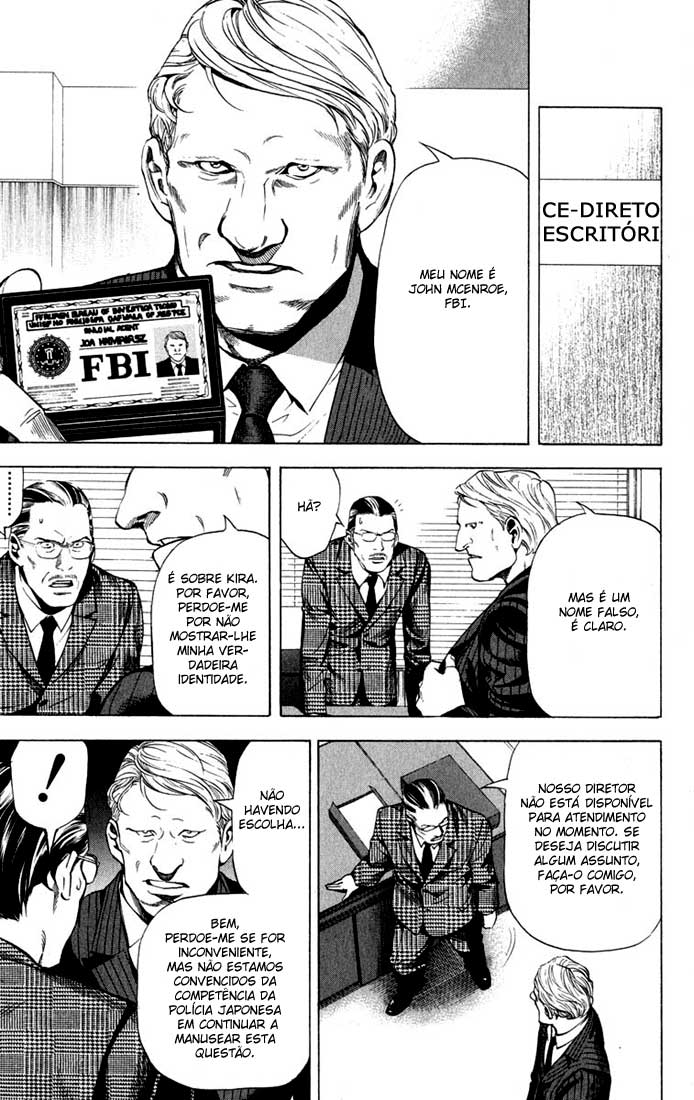 CE-DIRETO
ESCRITÓRI
MEU NOME É
JOHN MCENROE,
FBI.
FBI
MAS É UM
NOME FALSO,
É CLARO.
HÃ?
É SOBRE KIRA.
POR FAVOR,
PERDOE-ME
POR NÃO
MOSTRAR-LHE
MINHA VER-
DADEIRA
IDENTIDADE.
........
NOSSO DIRETOR
NÃO ESTÁ DISPONÍVEL
PARA ATENDIMENTO
NO MOMENTO. SE
DESEJA DISCUTIR
ALGUM ASSUNTO,
FAÇA-O COMIGO,
POR FAVOR.
NÃO
HAVENDO
ESCOLHA...
BEM,
PERDOE-ME SE FOR
INCONVENIENTE,
MAS NÃO ESTAMOS
CONVENCIDOS DA
COMPETÊNCIA DA
POLÍCIA JAPONESA
EM CONTINUAR A
MANUSEAR ESTA
QUESTÃO.
!